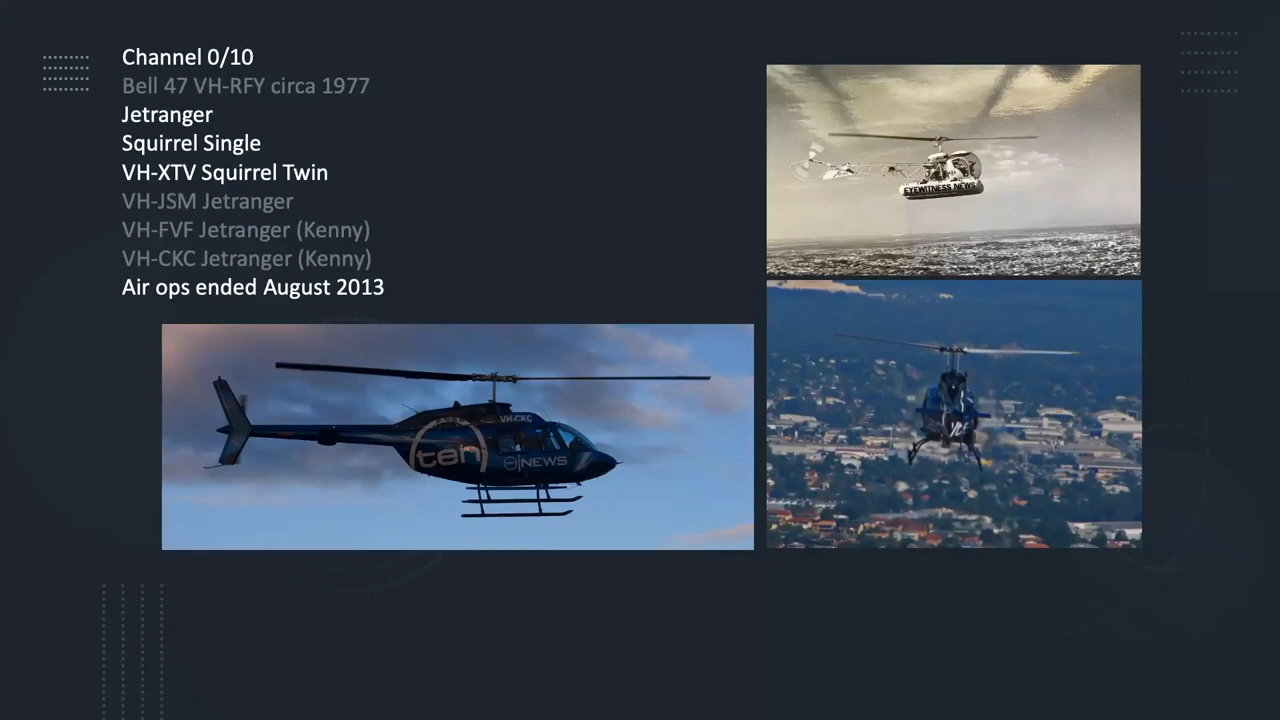 Channel 0/10
Bell 47 VH-RFY circa 1977
Jetranger
Squirrel Single
VH-XTV Squirrel Twin
VH-JSM Jetranger
VH-FVF Jetranger (Kenny)
VH-CKC Jetranger (Kenny)
Air ops ended August 2013
EYEWITNESS NEWS
VH-CKC
ten
NEWS